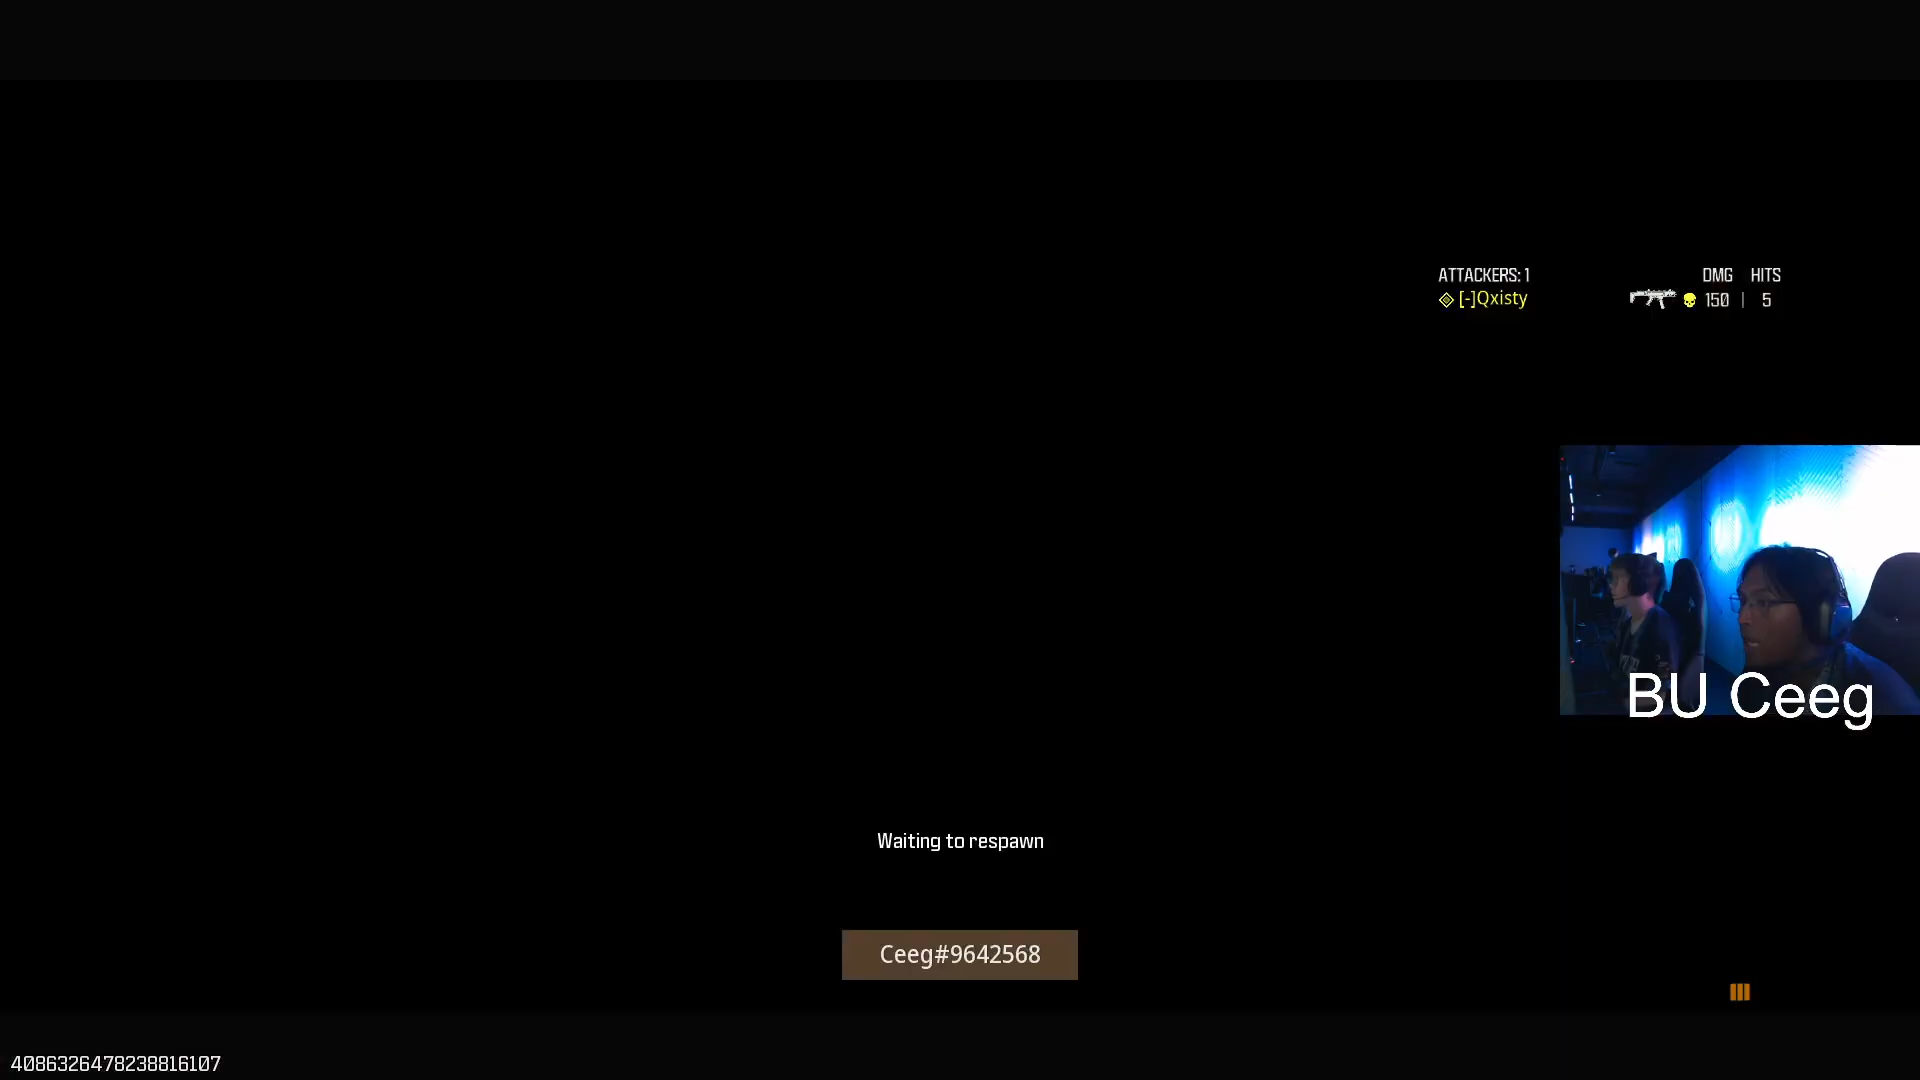 ATTACKERS: 1 DMG HITS
[-]Qxisty 150 | 5
BU Ceeg
Waiting to respawn
Ceeg#9642568
4086326478238816107